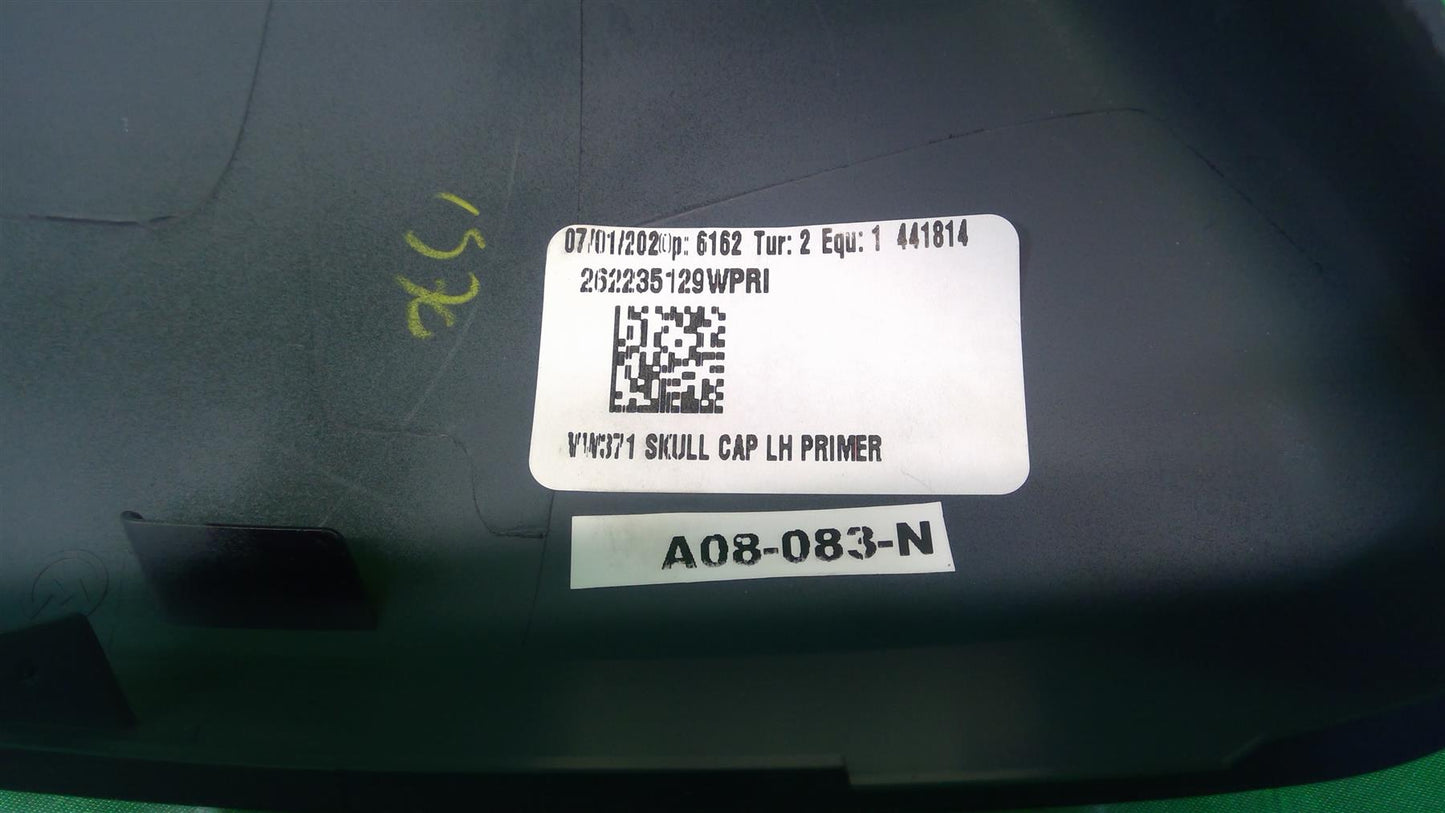 07/01/2020p: 6162 Tur: 2 Equ: 1 441814
262235129WPRI
VW371 SKULL CAP LH PRIMER
A08-083-N